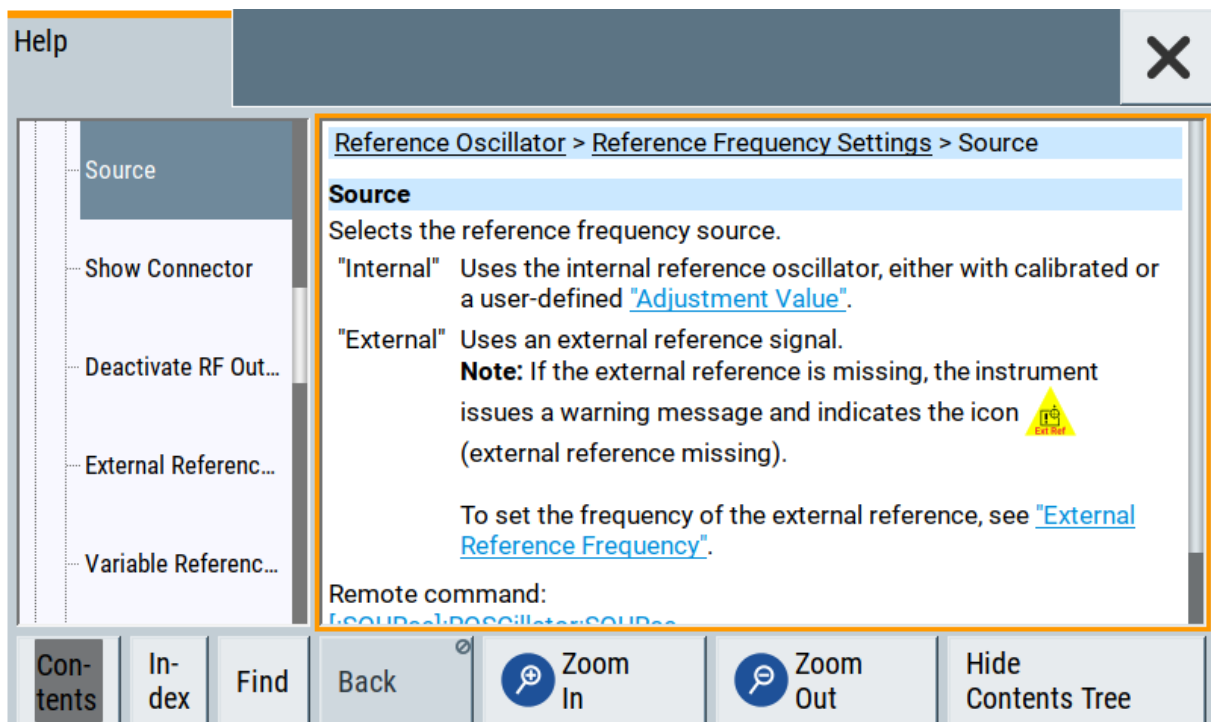 Help
Source
Show Connector
Deactivate RF Out...
External Referenc...
Variable Referenc...
Reference Oscillator > Reference Frequency Settings > Source
Source
Selects the reference frequency source.
"Internal" Uses the internal reference oscillator, either with calibrated or
a user-defined "Adjustment Value".
"External" Uses an external reference signal.
Note: If the external reference is missing, the instrument
issues a warning message and indicates the icon
Ext Ref
(external reference missing).
To set the frequency of the external reference, see "External
Reference Frequency".
Remote command:
[:SOURce]:ROSCillator:SOURce
Con-
tents
In-
dex
Find
Back
Zoom
In
Zoom
Out
Hide
Contents Tree